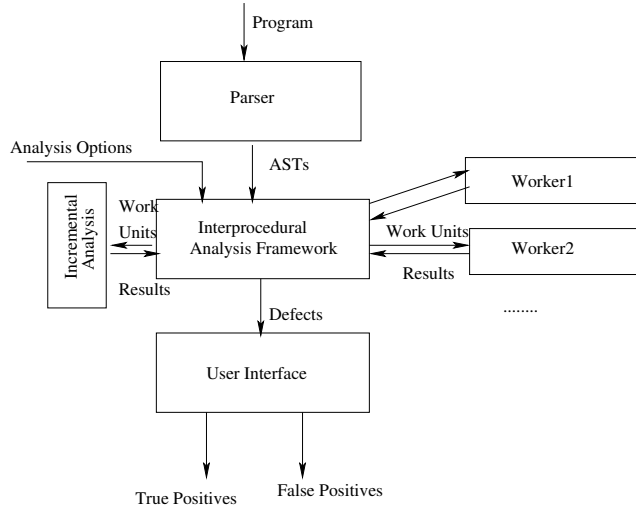 Program
Parser
Analysis Options
ASTs
Worker1
Incremental
Analysis
Work
Units
Results
Interprocedural
Analysis Framework
Work Units
Results
Worker2
........
Defects
User Interface
True Positives
False Positives